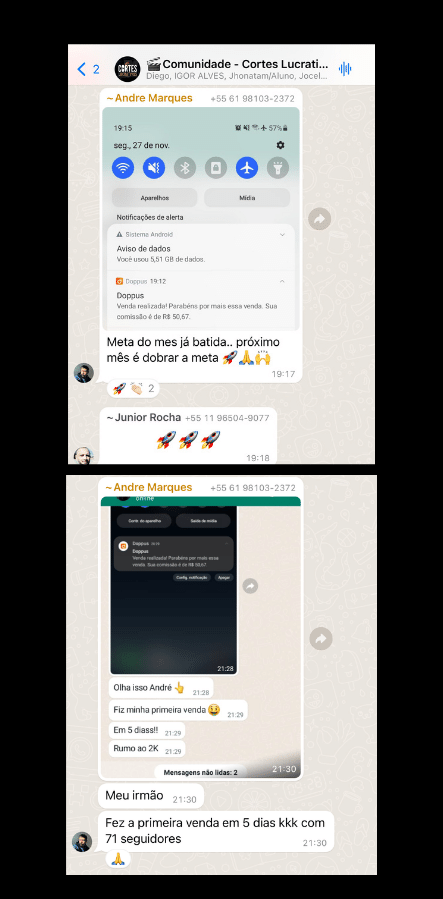 2
🎬Comunidade - Cortes Lucrati...
Diego, IGOR ALVES, Jhonatam/Aluno, Jocel...
CORTES
~Andre Marques +55 61 98103-2372
19:15 57%
seg., 27 de nov.
Aparelhos Mídia
Notificações de alerta
Sistema Android
Aviso de dados
Você usou 5,51 GB de dados.
Doppus 19:12
Doppus
Venda realizada! Parabéns por mais essa venda. Sua
comissão é de R$ 50,67.
Meta do mes já batida.. próximo
mês é dobrar a meta 🚀🙏🙌
19:17
🚀 👏🏻 2
~Junior Rocha +55 11 96504-9077
🚀 🚀 🚀
19:18
~Andre Marques +55 61 98103-2372
online
Contr. do aparelho Saída de mídia
Doppus
Doppus
Venda realizada! Parabéns por mais essa
venda. Sua comissão é de R$ 50,67
Config. notificação Apagar
21:28
Olha isso André 👆 21:28
Fiz minha primeira venda 😆 21:29
Em 5 diass!! 21:29
Rumo ao 2K 21:29
Mensagens não lidas: 2
21:30
Meu irmão 21:30
Fez a primeira venda em 5 dias kkk com
71 seguidores
21:30
🙏